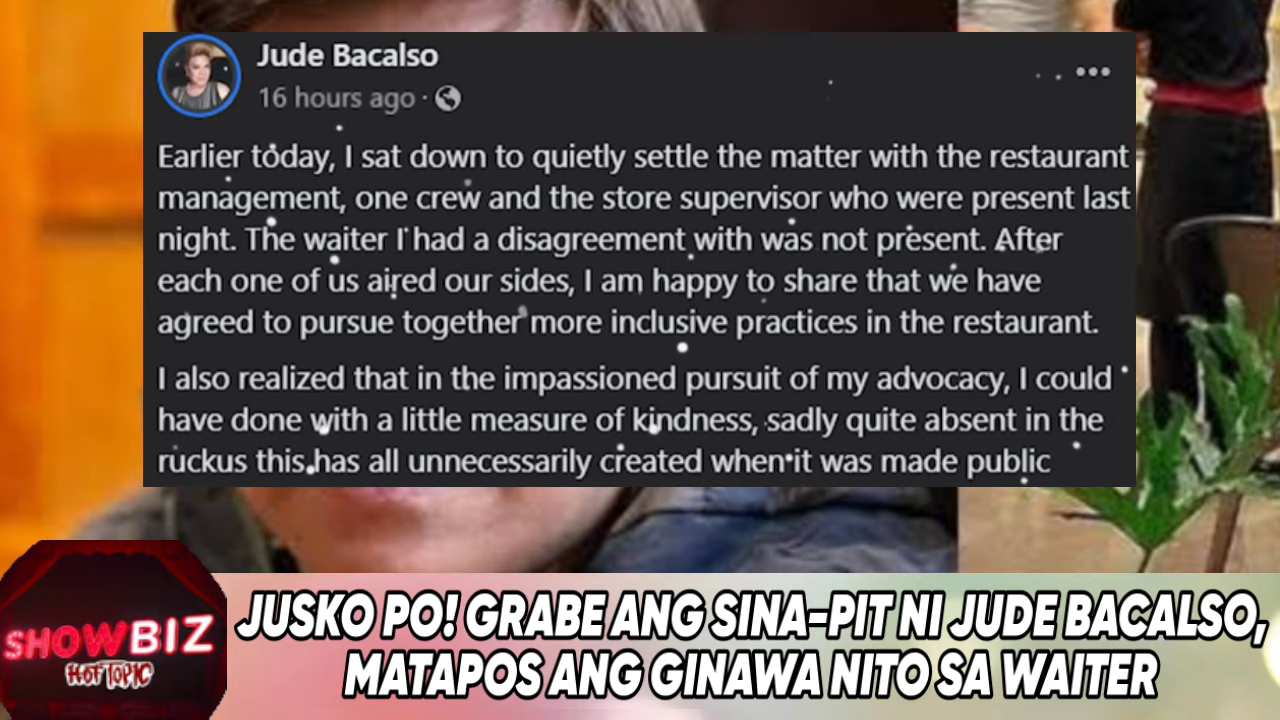 Jude Bacalso
16 hours ago ·
Earlier today, I sat down to quietly settle the matter with the restaurant
management, one crew and the store supervisor who were present last
night. The waiter I had a disagreement with was not present. After
each one of us aired our sides, I am happy to share that we have
agreed to pursue together more inclusive practices in the restaurant.
I also realized that in the impassioned pursuit of my advocacy, I could
have done with a little measure of kindness, sadly quite absent in the
ruckus this has all unnecessarily created when it was made public
SHOWBIZ
HOT TOPIC
JUSKO PO! GRABE ANG SINA-PIT NI JUDE BACALSO,
MATAPOS ANG GINAWA NITO SA WAITER